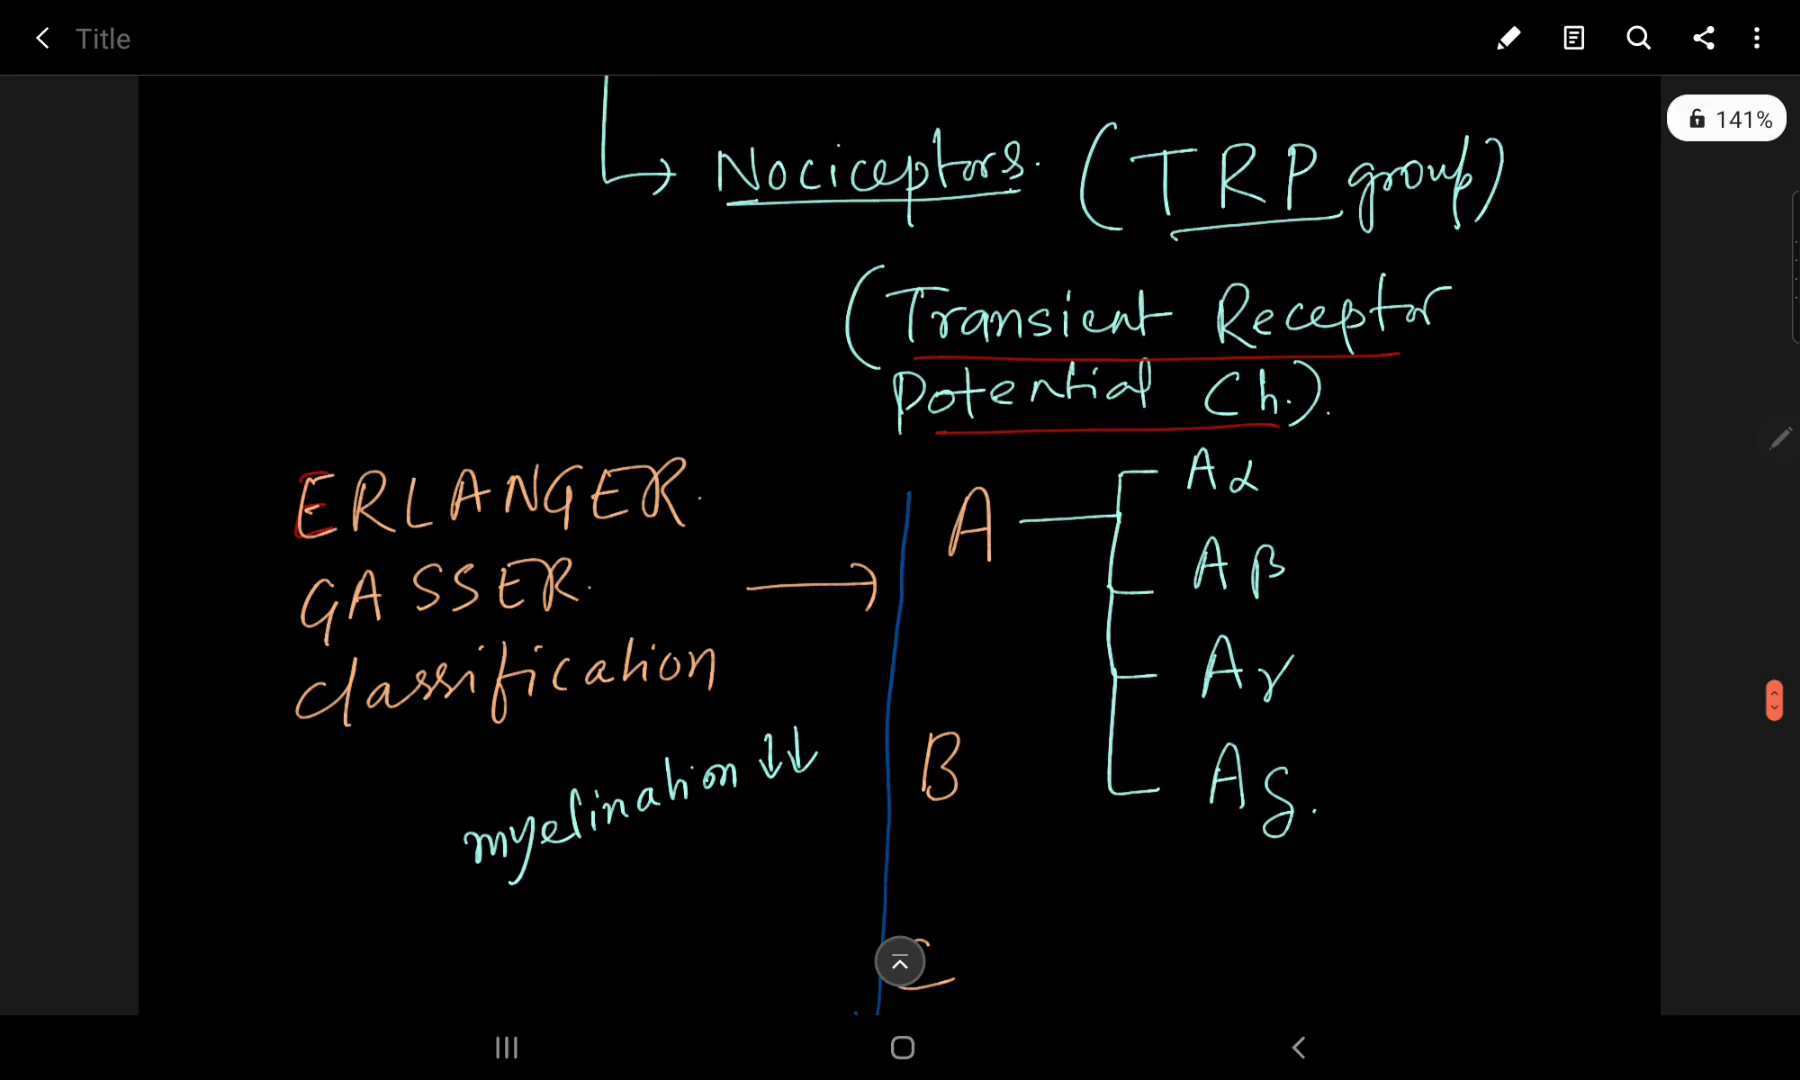 Title
141%
Nociceptors. (TRP group)
(Transient Receptor
Potential Ch.).
ERLANGER.
GASSER.
classification
myelination ↓↓
A
Aα
Aβ
Aγ
Aδ.
B
C